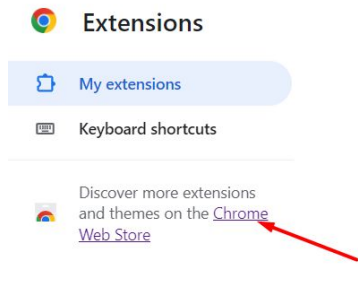 Extensions
My extensions
Keyboard shortcuts
Discover more extensions
and themes on the Chrome
Web Store